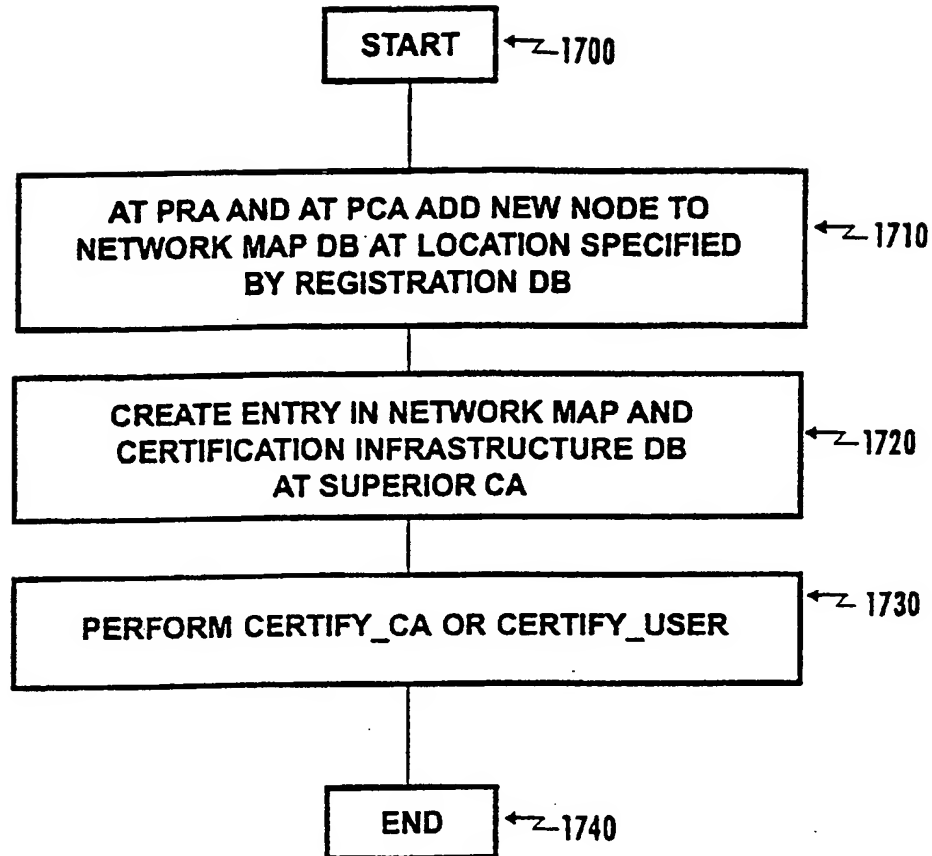 START
1700
AT PRA AND AT PCA ADD NEW NODE TO
NETWORK MAP DB AT LOCATION SPECIFIED
BY REGISTRATION DB
1710
CREATE ENTRY IN NETWORK MAP AND
CERTIFICATION INFRASTRUCTURE DB
AT SUPERIOR CA
1720
PERFORM CERTIFY_CA OR CERTIFY_USER
1730
END
1740